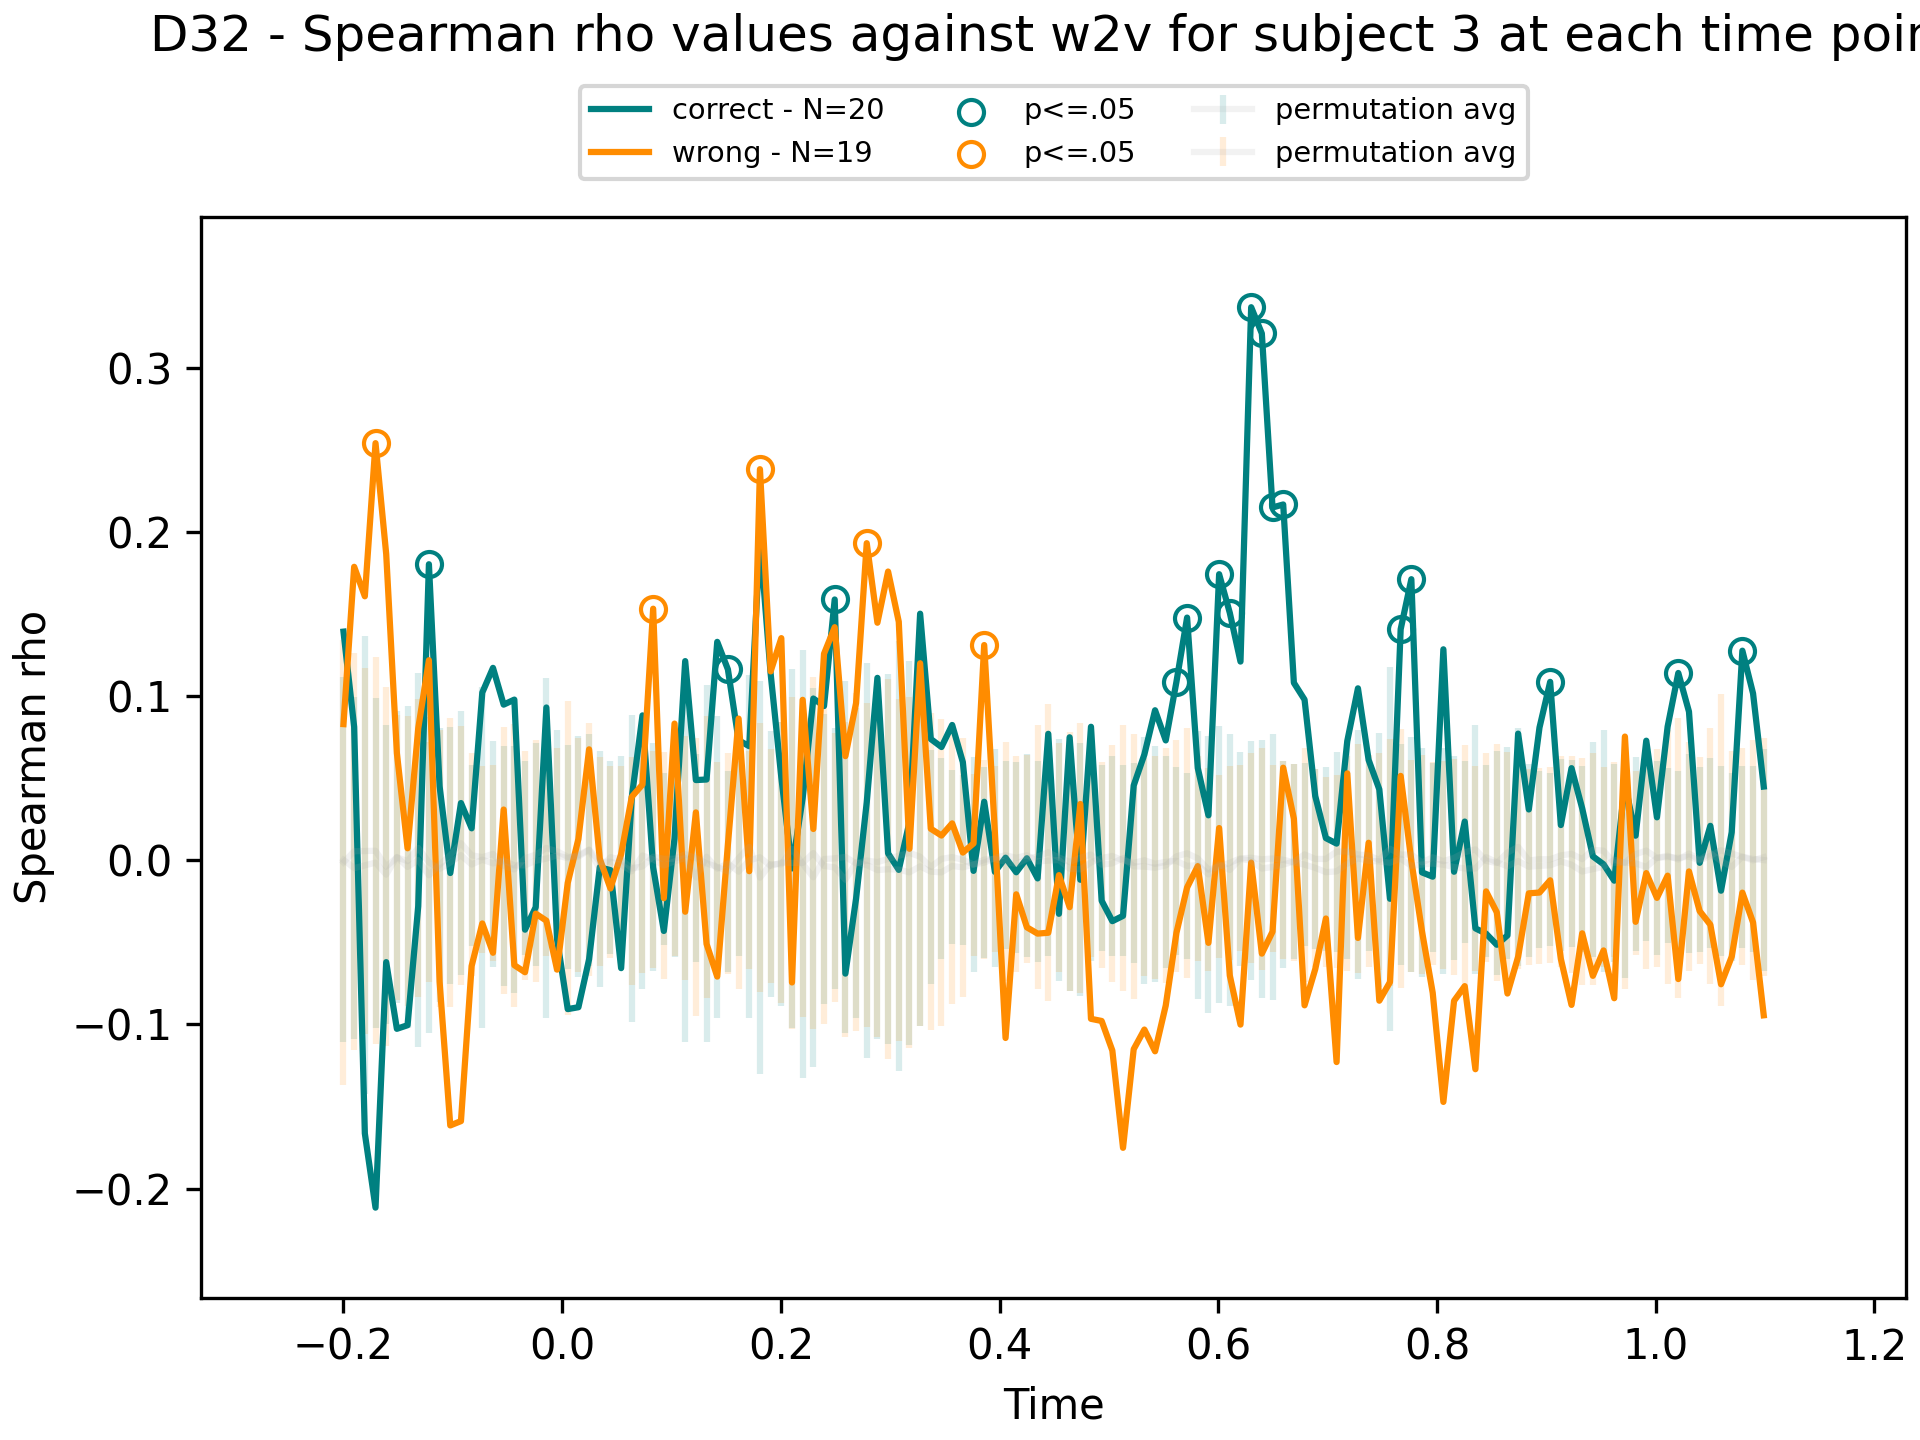 D32 - Spearman rho values against w2v for subject 3 at each time
correct - N=20 p<=.05 permutation avg
wrong - N=19 p<=.05 permutation avg
Spearman rho
0.3
0.2
0.1
0.0
−0.1
−0.2
−0.2 0.0 0.2 0.4 0.6 0.8 1.0 1.2
Time